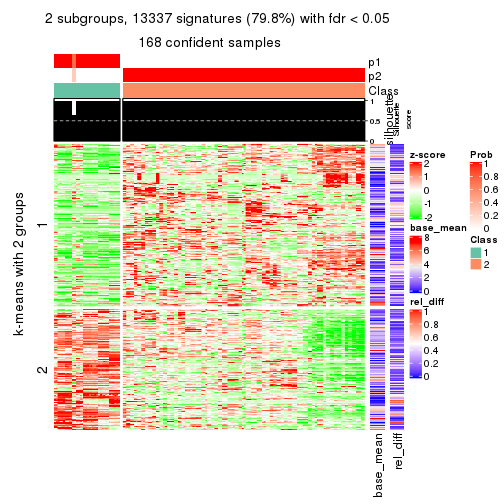 2 subgroups, 13337 signatures (79.8%) with fdr < 0.05
168 confident samples
p1
p2
Class
1
0.5
0
silhouette
Silhouette
score
k-means with 2 groups
1
2
z-score
2
1
0
-1
-2
base_mean
8
6
4
2
0
rel_diff
1
0.8
0.6
0.4
0.2
0
Prob
1
0.8
0.6
0.4
0.2
0
Class
1
2
base_mean
rel_diff